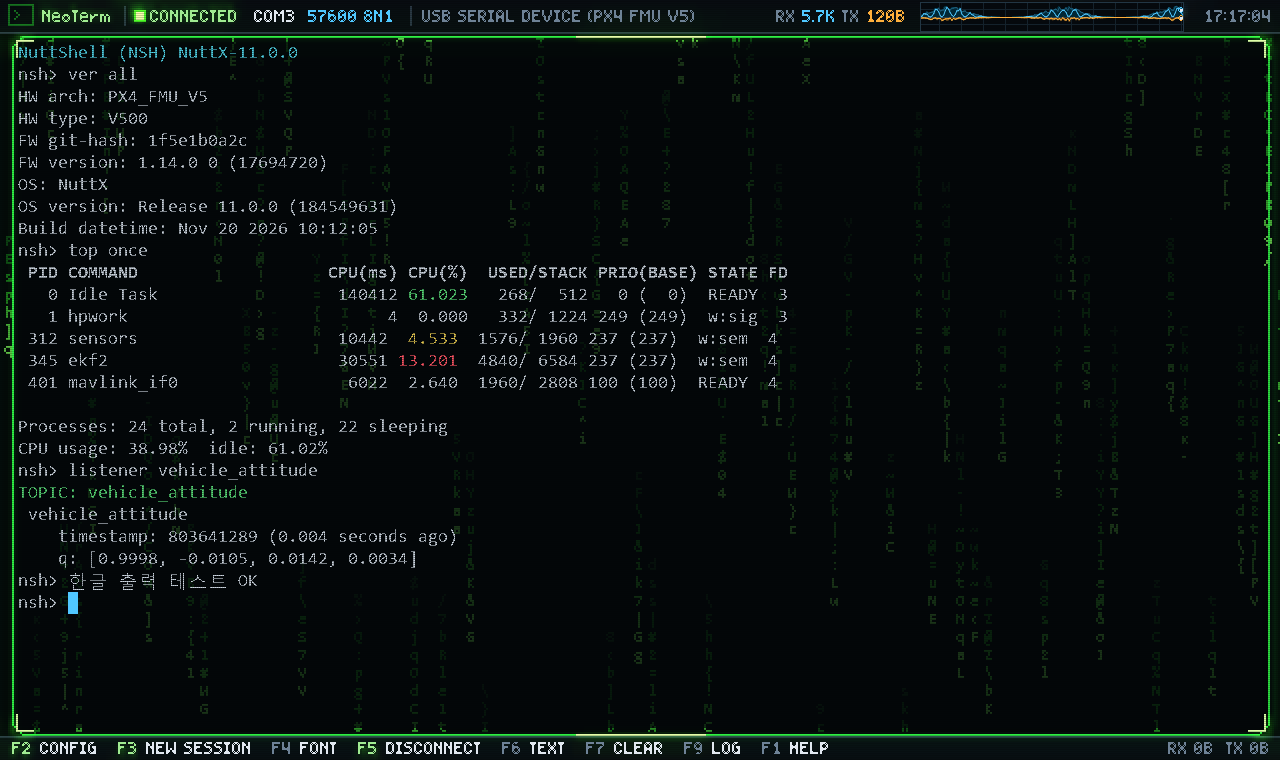 NeoTerm CONNECTED COM3 57600 8N1 USB SERIAL DEVICE (PX4 FMU V5) RX 5.7K TX 120B 17:17:04
NuttShell (NSH) NuttX-11.0.0
nsh> ver all
HW arch: PX4_FMU_V5
HW type: V500
FW git-hash: 1f5e1b0a2c
FW version: 1.14.0 0 (17694720)
OS: NuttX
OS version: Release 11.0.0 (184549631)
Build datetime: Nov 20 2026 10:12:05
nsh> top once
PID COMMAND CPU(ms) CPU(%) USED/STACK PRIO(BASE) STATE FD
0 Idle Task 140412 61.023 268/ 512 0 ( 0) READY 3
1 hpwork 4 0.000 332/ 1224 249 (249) w:sig 3
312 sensors 10442 4.533 1576/ 1960 237 (237) w:sem 4
345 ekf2 30551 13.201 4840/ 6584 237 (237) w:sem 4
401 mavlink_if0 6022 2.640 1960/ 2808 100 (100) READY 4
Processes: 24 total, 2 running, 22 sleeping
CPU usage: 38.98% idle: 61.02%
nsh> listener vehicle_attitude
TOPIC: vehicle_attitude
vehicle_attitude
timestamp: 803641289 (0.004 seconds ago)
q: [0.9998, -0.0105, 0.0142, 0.0034]
nsh> 한글 출력 테스트 OK
nsh>
F2 CONFIG F3 NEW SESSION F4 FONT F5 DISCONNECT F6 TEXT F7 CLEAR F9 LOG F1 HELP RX 0B TX 0B